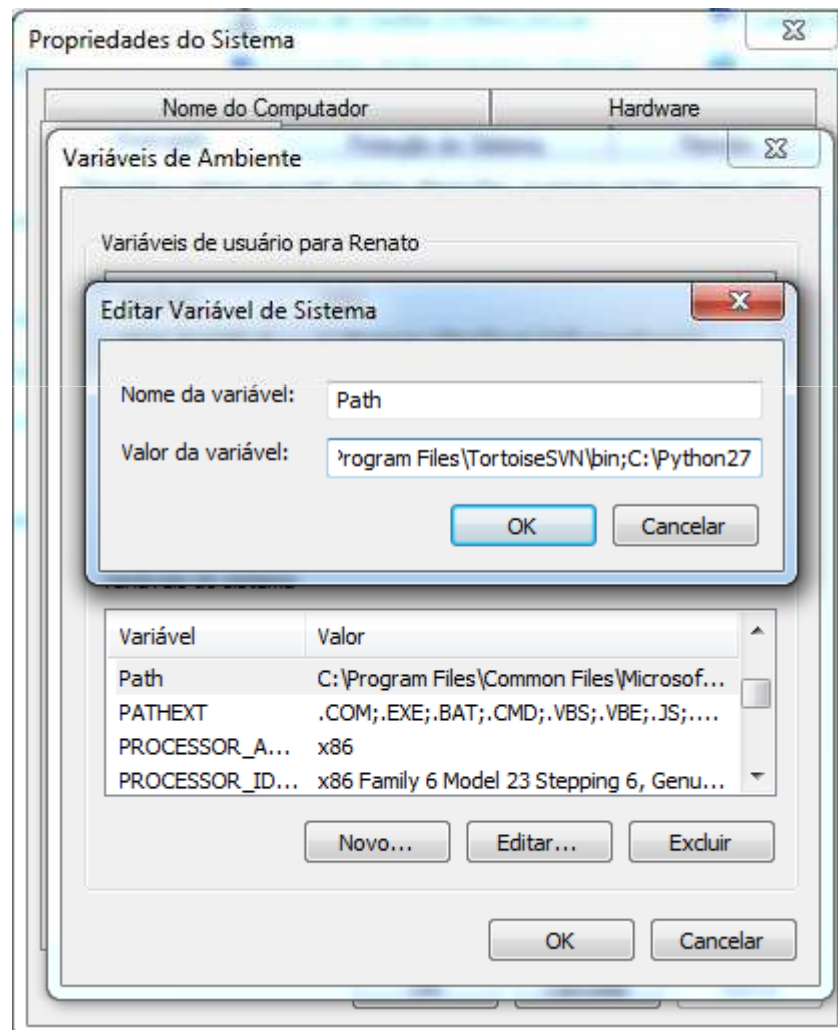 Propriedades do Sistema
Nome do Computador
Hardware
Variáveis de Ambiente
Variáveis de usuário para Renato
Editar Variável de Sistema
Nome da variável:
Path
Valor da variável:
Program Files\TortoiseSVN\bin;C:\Python27
OK
Cancelar
Variável
Valor
Path
C:\Program Files\Common Files\Microsof...
PATHEXT
.COM;.EXE;.BAT;.CMD;.VBS;.VBE;.JS;....
PROCESSOR_A...
x86
PROCESSOR_ID...
x86 Family 6 Model 23 Stepping 6, Genu...
Novo...
Editar...
Excluir
OK
Cancelar